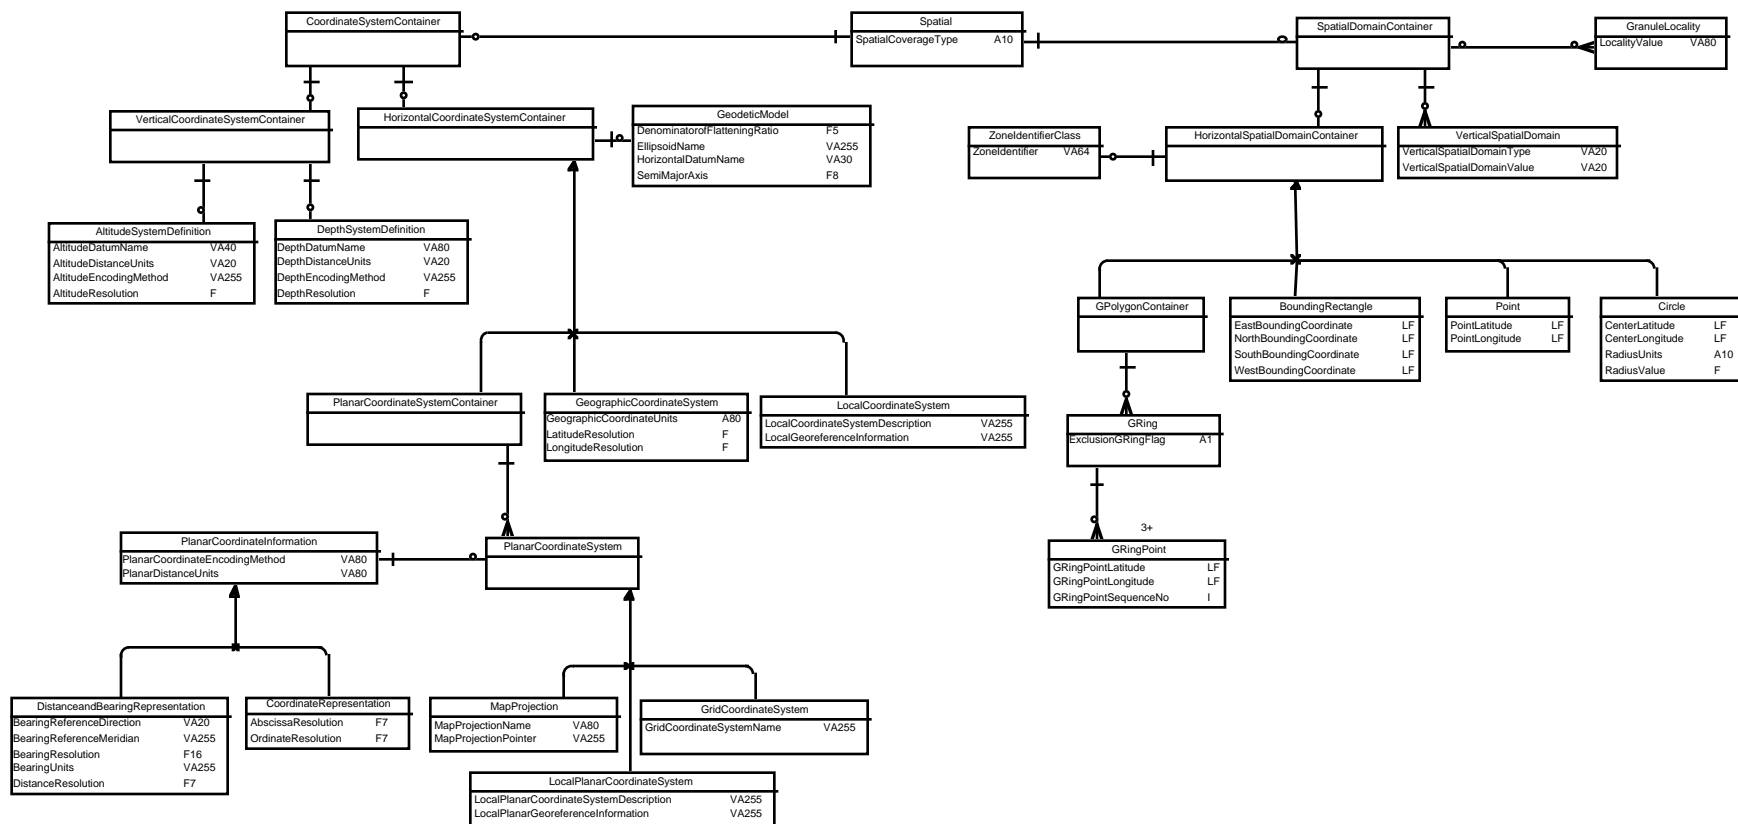 CoordinateSystemContainer
Spatial
SpatialCoverageType A10
SpatialDomainContainer
GranuleLocality
LocalityValue VA80
VerticalCoordinateSystemContainer
HorizontalCoordinateSystemContainer
GeodeticModel
DenominatorofFlatteningRatio F5
EllipsoidName VA255
HorizontalDatumName VA30
SemiMajorAxis F8
ZoneIdentifierClass
ZoneIdentifier VA64
HorizontalSpatialDomainContainer
VerticalSpatialDomain
VerticalSpatialDomainType VA20
VerticalSpatialDomainValue VA20
AltitudeSystemDefinition
AltitudeDatumName VA40
AltitudeDistanceUnits VA20
AltitudeEncodingMethod VA255
AltitudeResolution F
DepthSystemDefinition
DepthDatumName VA80
DepthDistanceUnits VA20
DepthEncodingMethod VA255
DepthResolution F
GPolygonContainer
BoundingRectangle
EastBoundingCoordinate LF
NorthBoundingCoordinate LF
SouthBoundingCoordinate LF
WestBoundingCoordinate LF
Point
PointLatitude LF
PointLongitude LF
Circle
CenterLatitude LF
CenterLongitude LF
RadiusUnits A10
RadiusValue F
PlanarCoordinateSystemContainer
GeographicCoordinateSystem
GeographicCoordinateUnits A80
LatitudeResolution F
LongitudeResolution F
LocalCoordinateSystem
LocalCoordinateSystemDescription VA255
LocalGeoreferenceInformation VA255
GRing
ExclusionGRingFlag A1
3+
GRingPoint
GRingPointLatitude LF
GRingPointLongitude LF
GRingPointSequenceNo I
PlanarCoordinateInformation
PlanarCoordinateEncodingMethod VA80
PlanarDistanceUnits VA80
PlanarCoordinateSystem
DistanceandBearingRepresentation
BearingReferenceDirection VA20
BearingReferenceMeridian VA255
BearingResolution F16
BearingUnits VA255
DistanceResolution F7
CoordinateRepresentation
AbscissaResolution F7
OrdinateResolution F7
MapProjection
MapProjectionName VA80
MapProjectionPointer VA255
GridCoordinateSystem
GridCoordinateSystemName VA255
LocalPlanarCoordinateSystem
LocalPlanarCoordinateSystemDescription VA255
LocalPlanarGeoreferenceInformation VA255